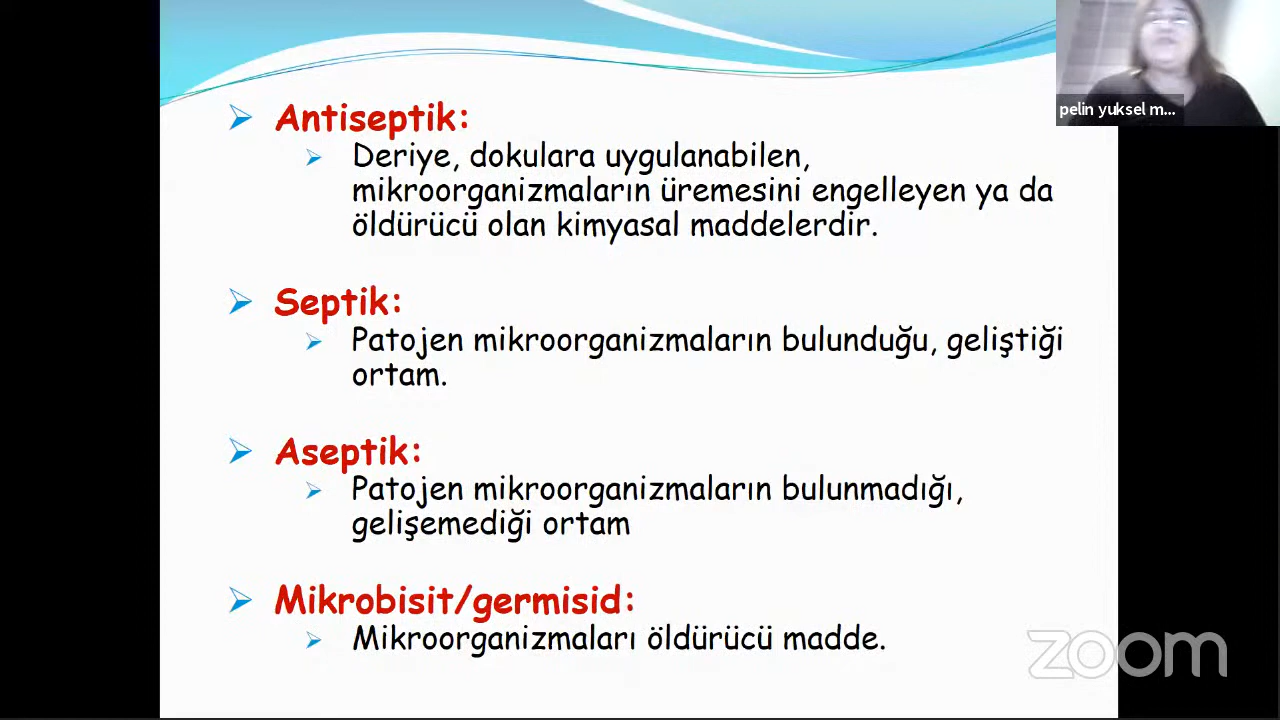 pelin yuksel m...
Antiseptik:
Deriye, dokulara uygulanabilen,
mikroorganizmaların üremesini engelleyen ya da
öldürücü olan kimyasal maddelerdir.
Septik:
Patojen mikroorganizmaların bulunduğu, geliştiği
ortam.
Aseptik:
Patojen mikroorganizmaların bulunmadığı,
gelişemediği ortam
Mikrobisit/germisid:
Mikroorganizmaları öldürücü madde.
zoom